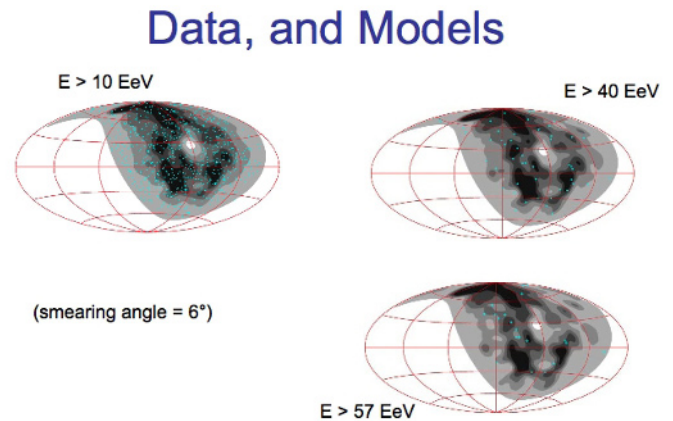 Data, and Models
E > 10 EeV
E > 40 EeV
(smearing angle = 6°)
E > 57 EeV